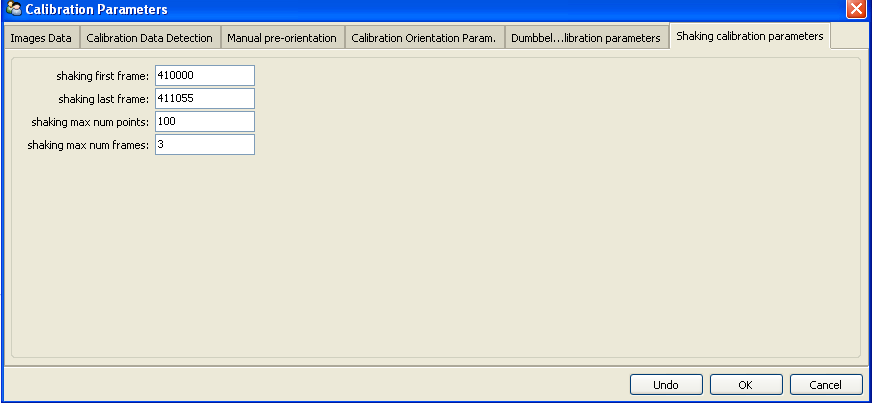 Calibration Parameters
Images Data Calibration Data Detection Manual pre-orientation Calibration Orientation Param. Dumbbel...libration parameters Shaking calibration parameters
shaking first frame: 410000
shaking last frame: 411055
shaking max num points: 100
shaking max num frames: 3
Undo OK Cancel